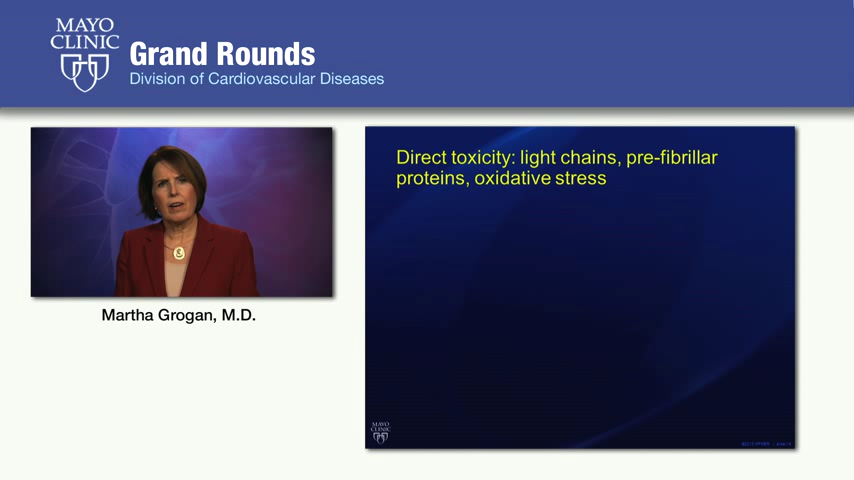 MAYO
CLINIC
Grand Rounds
Division of Cardiovascular Diseases
Direct toxicity: light chains, pre-fibrillar
proteins, oxidative stress
Martha Grogan, M.D.
MAYO
CLINIC